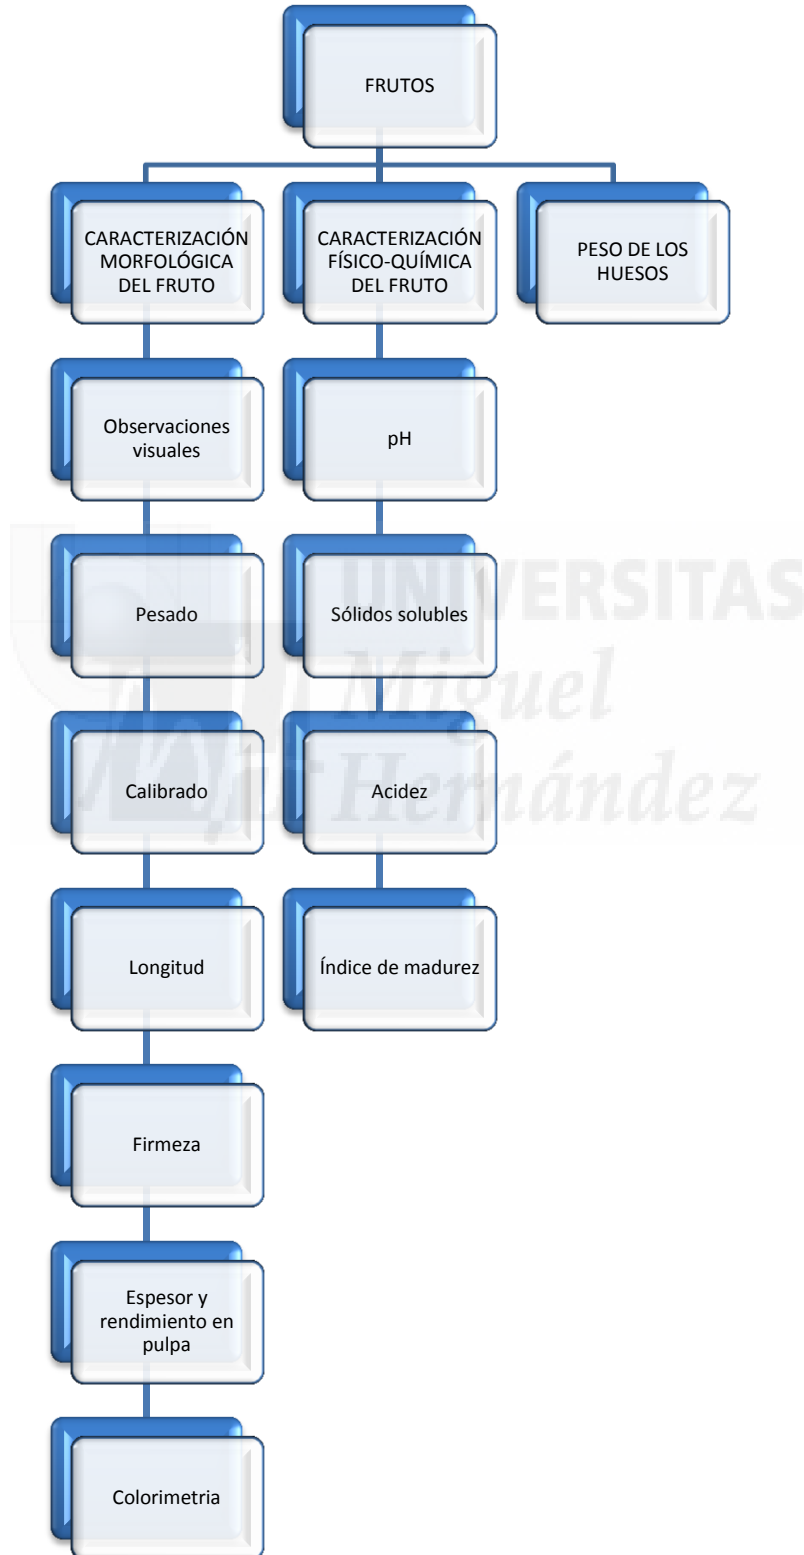 FRUTOS
CARACTERIZACIÓN
MORFOLÓGICA
DEL FRUTO
CARACTERIZACIÓN
FÍSICO-QUÍMICA
DEL FRUTO
PESO DE LOS
HUESOS
Observaciones
visuales
pH
Pesado
Sólidos solubles
Calibrado
Acidez
Longitud
Índice de madurez
Firmeza
Espesor y
rendimiento en
pulpa
Colorimetria
UNIVERSITAS
Miguel
Hernández